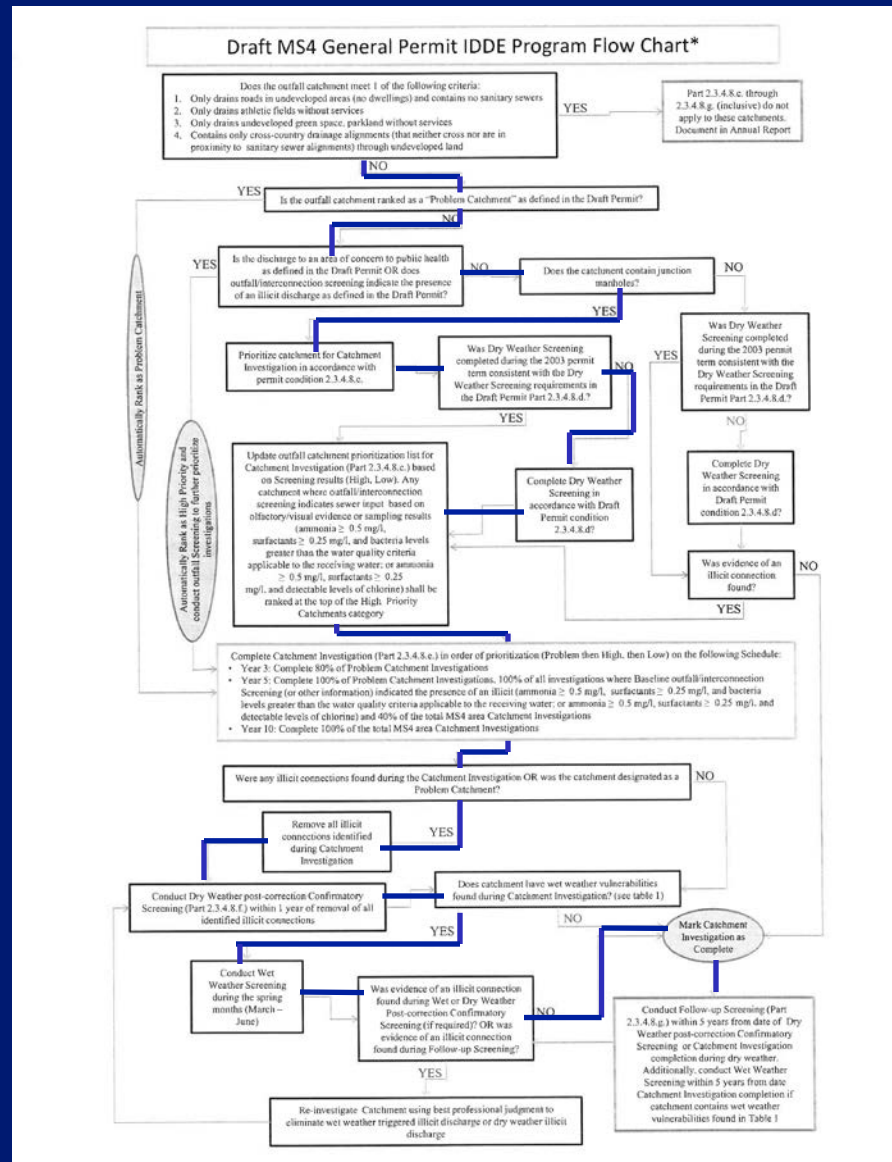 Draft MS4 General Permit IDDE Program Flow Chart*
Does the outfall catchment meet 1 of the following criteria:
1. Only drains roads in undeveloped areas (no dwellings) and contains no sanitary sewers
2. Only drains athletic fields without services
3. Only drains undeveloped green space, parkland without services
4. Contains only cross-country drainage alignments (that neither cross nor are in
proximity to sanitary sewer alignments) through undeveloped land
YES
Part 2.3.4.8.c. through
2.3.4.8.g. (inclusive) do not
apply to these catchments.
Document in Annual Report
NO
YES
Is the outfall catchment ranked as a "Problem Catchment" as defined in the Draft Permit?
NO
YES
Is the discharge to an area of concern to public health
as defined in the Draft Permit OR does
outfall/interconnection screening indicate the presence
of an illicit discharge as defined in the Draft Permit?
NO
Does the catchment contain junction
manholes?
NO
YES
Automatically Rank as Problem Catchment
Prioritize catchment for Catchment
Investigation in accordance with
permit condition 2.3.4.8.c.
Was Dry Weather Screening
completed during the 2003 permit
term consistent with the Dry
Weather Screening requirements in
the Draft Permit Part 2.3.4.8.d.?
NO
YES
YES
Was Dry Weather
Screening completed
during the 2003 permit
term consistent with the
Dry Weather Screening
requirements in the Draft
Permit Part 2.3.4.8.d.?
NO
Automatically Rank as High Priority and
conduct outfall Screening to further prioritize
investigations
Update outfall catchment prioritization list for
Catchment Investigation (Part 2.3.4.8.c.) based
on Screening results (High, Low). Any
catchment where outfall/interconnection
screening indicates sewer input based on
olfactory/visual evidence or sampling results
(ammonia ≥ 0.5 mg/l,
surfactants ≥ 0.25 mg/l, and bacteria levels
greater than the water quality criteria
applicable to the receiving water; or ammonia
≥ 0.5 mg/l, surfactants ≥ 0.25
mg/l, and detectable levels of chlorine) shall be
ranked at the top of the High Priority
Catchments category
Complete Dry Weather
Screening in
accordance with Draft
Permit condition
2.3.4.8.d?
Complete Dry
Weather Screening
in accordance with
Draft Permit
condition 2.3.4.8.d?
Was evidence of an
illicit connection
found?
NO
YES
Complete Catchment Investigation (Part 2.3.4.8.e.) in order of prioritization (Problem then High, then Low) on the following Schedule:
• Year 3: Complete 80% of Problem Catchment Investigations
• Year 5: Complete 100% of Problem Catchment Investigations, 100% of all investigations where Baseline outfall/interconnection
Screening (or other information) indicated the presence of an illicit (ammonia ≥ 0.5 mg/l, surfactants ≥ 0.25 mg/l, and bacteria
levels greater than the water quality criteria applicable to the receiving water; or ammonia ≥ 0.5 mg/l, surfactants ≥ 0.25 mg/l, and
detectable levels of chlorine) and 40% of the total MS4 area Catchment Investigations
• Year 10: Complete 100% of the total MS4 area Catchment Investigations
Were any illicit connections found during the Catchment Investigation OR was the catchment designated as a
Problem Catchment?
NO
YES
Remove all illicit
connections identified
during Catchment
Investigation
Conduct Dry Weather post-correction Confirmatory
Screening (Part 2.3.4.8.f.) within 1 year of removal of all
identified illicit connections
Does catchment have wet weather vulnerabilities
found during Catchment Investigation? (see table 1)
NO
YES
Mark Catchment
Investigation as
Complete
Conduct Wet
Weather Screening
during the spring
months (March –
June)
Was evidence of an illicit connection
found during Wet or Dry Weather
Post-correction Confirmatory
Screening (if required)? OR was
evidence of an illicit connection
found during Follow-up Screening?
NO
YES
Conduct Follow-up Screening (Part
2.3.4.8.g.) within 5 years from date of Dry
Weather post-correction Confirmatory
Screening or Catchment Investigation
completion during dry weather.
Additionally, conduct Wet Weather
Screening within 5 years from date
Catchment Investigation completion if
catchment contains wet weather
vulnerabilities found in Table 1
Re-investigate Catchment using best professional judgment to
eliminate wet weather triggered illicit discharge or dry weather illicit
discharge